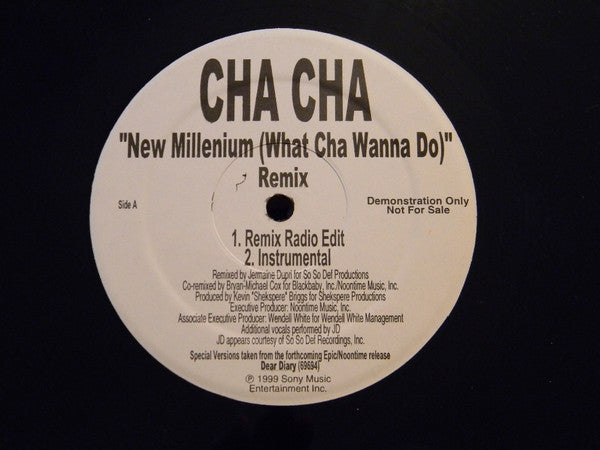 CHA CHA
"New Millenium (What Cha Wanna Do)"
Remix
Side A
Demonstration Only
Not For Sale
1. Remix Radio Edit
2. Instrumental
Remixed by Jermaine Dupri for So So Def Productions
Co-remixed by Bryan-Michael Cox for Blackbaby, Inc./Noontime Music, Inc.
Produced by Kevin "Shekspere" Briggs for Shekspere Productions
Executive Producer: Noontime Music, Inc.
Associate Executive Producer: Wendell White for Wendell White Management
Additional vocals performed by JD
JD appears courtesy of So So Def Recordings, Inc.
Special Versions taken from the forthcoming Epic/Noontime release
Dear Diary (69694)
℗ 1999 Sony Music
Entertainment Inc.